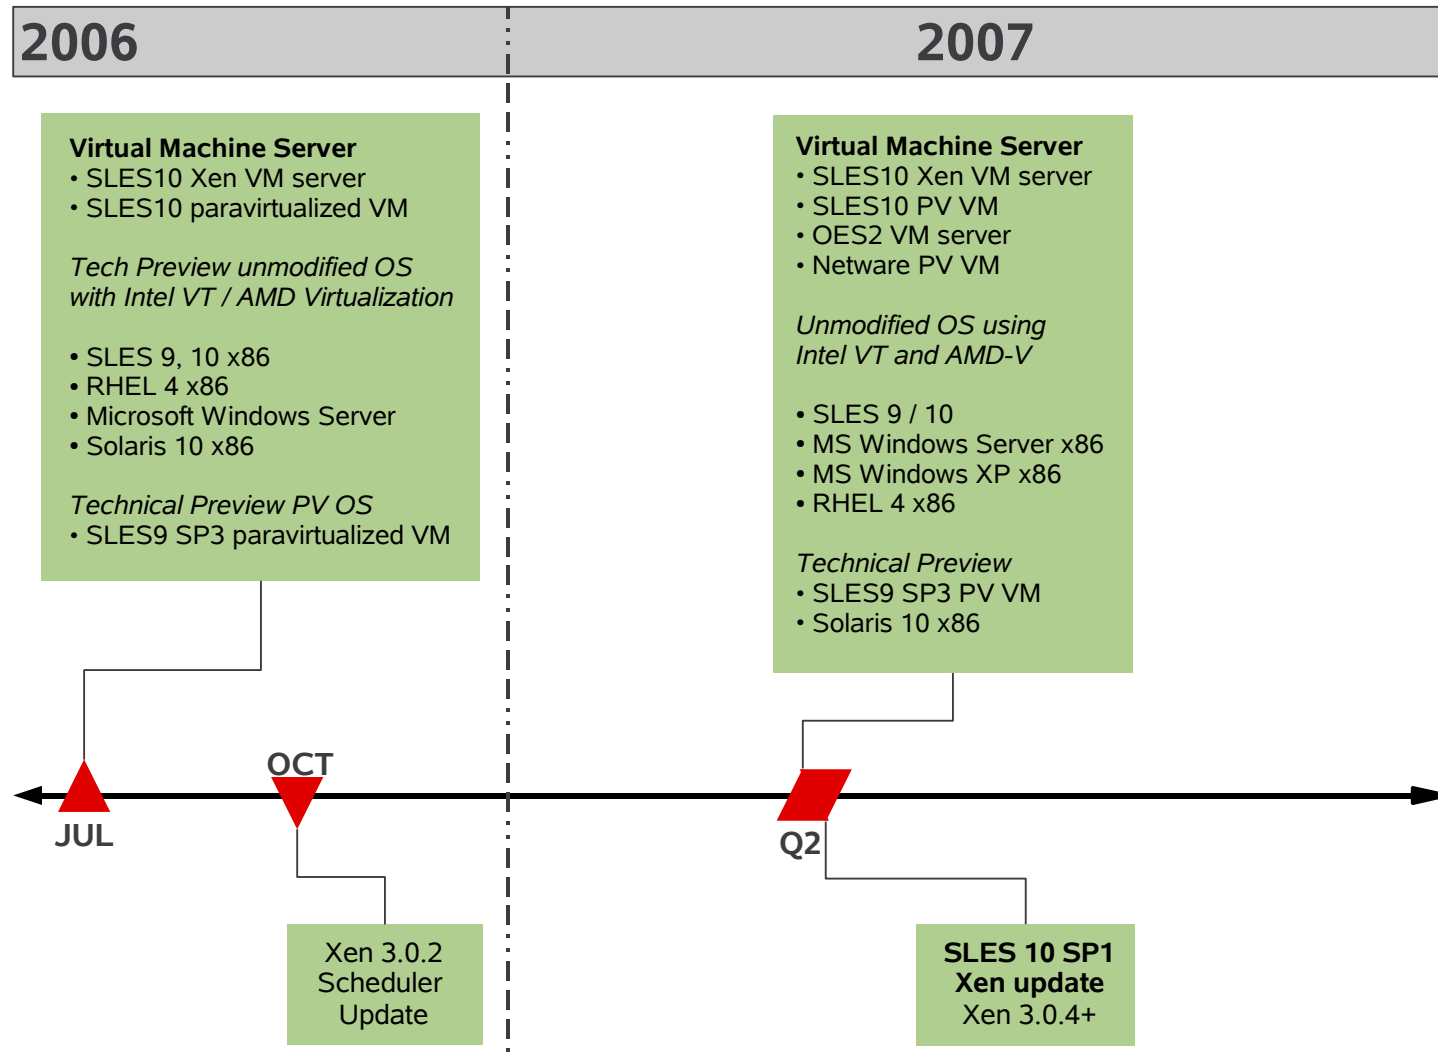 2006
2007
Virtual Machine Server
• SLES10 Xen VM server
• SLES10 paravirtualized VM
Tech Preview unmodified OS
with Intel VT / AMD Virtualization
• SLES 9, 10 x86
• RHEL 4 x86
• Microsoft Windows Server
• Solaris 10 x86
Technical Preview PV OS
• SLES9 SP3 paravirtualized VM
Virtual Machine Server
• SLES10 Xen VM server
• SLES10 PV VM
• OES2 VM server
• Netware PV VM
Unmodified OS using
Intel VT and AMD-V
• SLES 9 / 10
• MS Windows Server x86
• MS Windows XP x86
• RHEL 4 x86
Technical Preview
• SLES9 SP3 PV VM
• Solaris 10 x86
JUL
OCT
Q2
Xen 3.0.2
Scheduler
Update
SLES 10 SP1
Xen update
Xen 3.0.4+